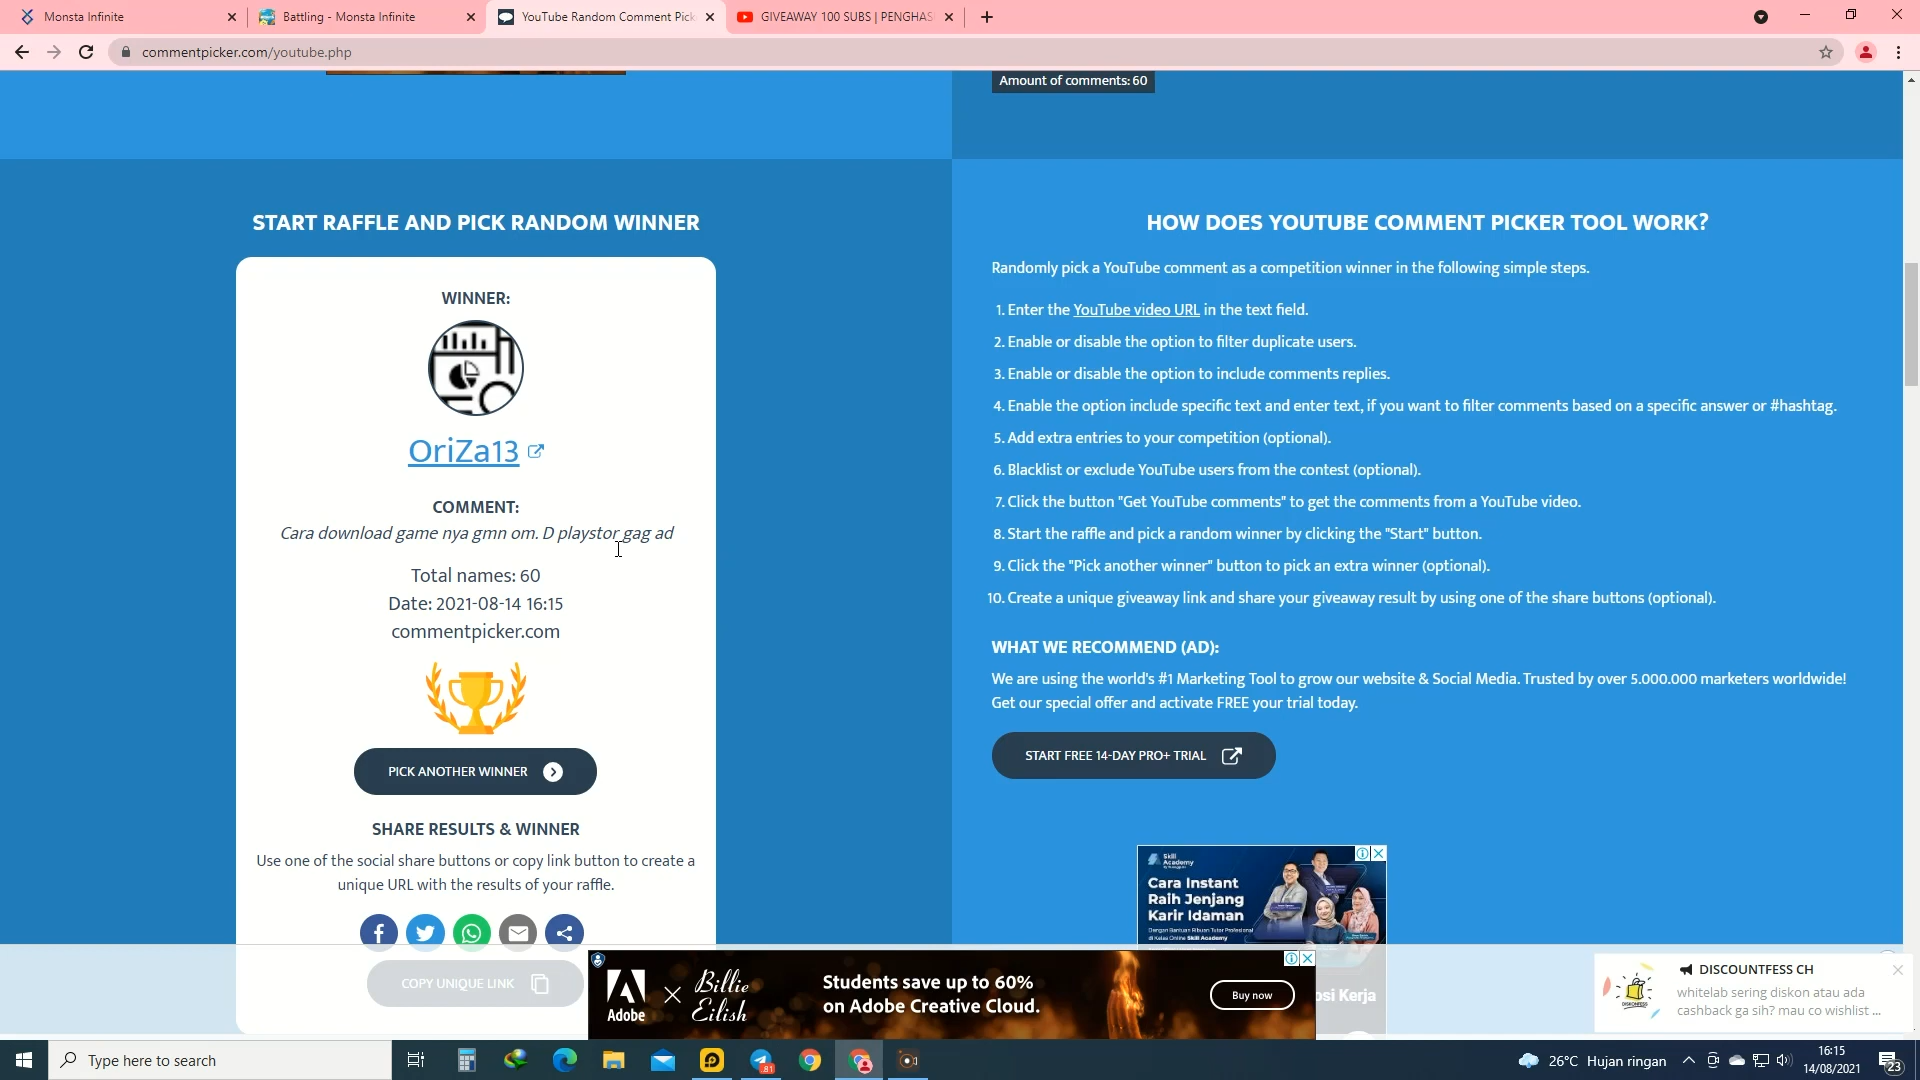 Monsta Infinite
Battling - Monsta Infinite
YouTube Random Comment Pick
GIVEAWAY 100 SUBS | PENGHAS
commentpicker.com/youtube.php
Amount of comments: 60
START RAFFLE AND PICK RANDOM WINNER
WINNER:
OriZa13
COMMENT:
Cara download game nya gmn om. D playstor gag ad
Total names: 60
Date: 2021-08-14 16:15
commentpicker.com
PICK ANOTHER WINNER
SHARE RESULTS & WINNER
Use one of the social share buttons or copy link button to create a
unique URL with the results of your raffle.
COPY UNIQUE LINK
HOW DOES YOUTUBE COMMENT PICKER TOOL WORK?
Randomly pick a YouTube comment as a competition winner in the following simple steps.
1. Enter the YouTube video URL in the text field.
2. Enable or disable the option to filter duplicate users.
3. Enable or disable the option to include comments replies.
4. Enable the option include specific text and enter text, if you want to filter comments based on a specific answer or #hashtag.
5. Add extra entries to your competition (optional).
6. Blacklist or exclude YouTube users from the contest (optional).
7. Click the button "Get YouTube comments" to get the comments from a YouTube video.
8. Start the raffle and pick a random winner by clicking the "Start" button.
9. Click the "Pick another winner" button to pick an extra winner (optional).
10. Create a unique giveaway link and share your giveaway result by using one of the share buttons (optional).
WHAT WE RECOMMEND (AD):
We are using the world's #1 Marketing Tool to grow our website & Social Media. Trusted by over 5.000.000 marketers worldwide!
Get our special offer and activate FREE your trial today.
START FREE 14-DAY PRO+ TRIAL
Skill
Academy
Cara Instant
Raih Jenjang
Karir Idaman
Dengan Bantuan Ribuan Tutor Profesional
di Kelas Online Skill Academy
osi Kerja
Adobe
Billie
Eilish
Students save up to 60%
on Adobe Creative Cloud.
Buy now
DISCOUNTFESS CH
whitelab sering diskon atau ada
cashback ga sih? mau co wishlist ...
Type here to search
81
26°C Hujan ringan
16:15
14/08/2021
23